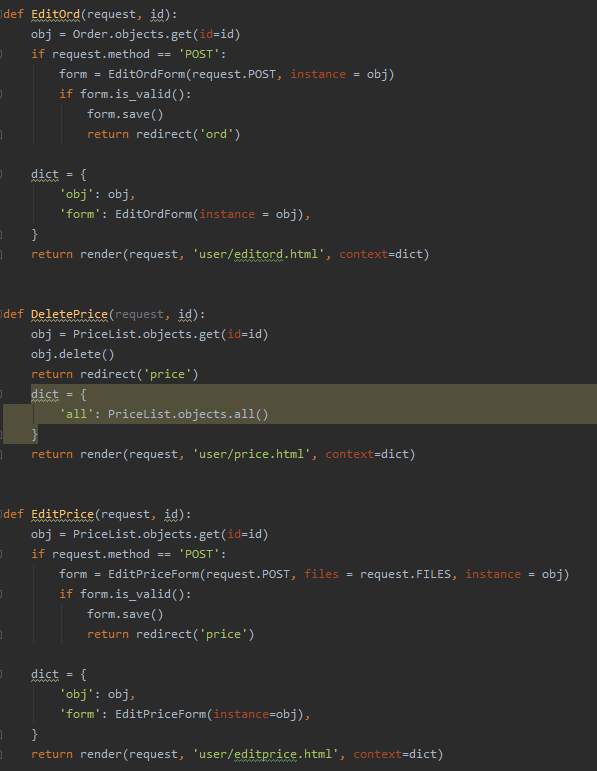 def EditOrd(request, id):
    obj = Order.objects.get(id=id)
    if request.method == 'POST':
        form = EditOrdForm(request.POST, instance = obj)
        if form.is_valid():
            form.save()
            return redirect('ord')
    dict = {
        'obj': obj,
        'form': EditOrdForm(instance = obj),
    }
    return render(request, 'user/editord.html', context=dict)
def DeletePrice(request, id):
    obj = PriceList.objects.get(id=id)
    obj.delete()
    return redirect('price')
    dict = {
        'all': PriceList.objects.all()
    }
    return render(request, 'user/price.html', context=dict)
def EditPrice(request, id):
    obj = PriceList.objects.get(id=id)
    if request.method == 'POST':
        form = EditPriceForm(request.POST, files = request.FILES, instance = obj)
        if form.is_valid():
            form.save()
            return redirect('price')
    dict = {
        'obj': obj,
        'form': EditPriceForm(instance=obj),
    }
    return render(request, 'user/editprice.html', context=dict)